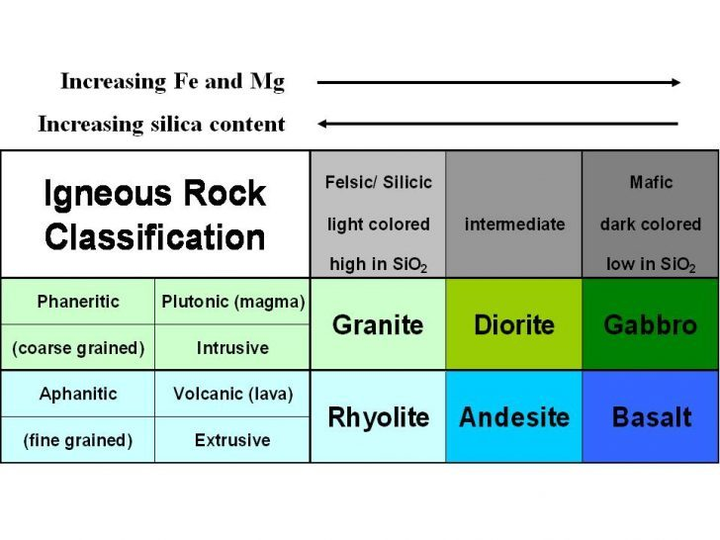 Increasing Fe and Mg
Increasing silica content
Igneous Rock
Classification
Felsic/ Silicic
light colored
high in SiO₂
intermediate
Mafic
dark colored
low in SiO₂
Phaneritic
Plutonic (magma)
(coarse grained)
Intrusive
Granite
Diorite
Gabbro
Aphanitic
Volcanic (lava)
(fine grained)
Extrusive
Rhyolite
Andesite
Basalt